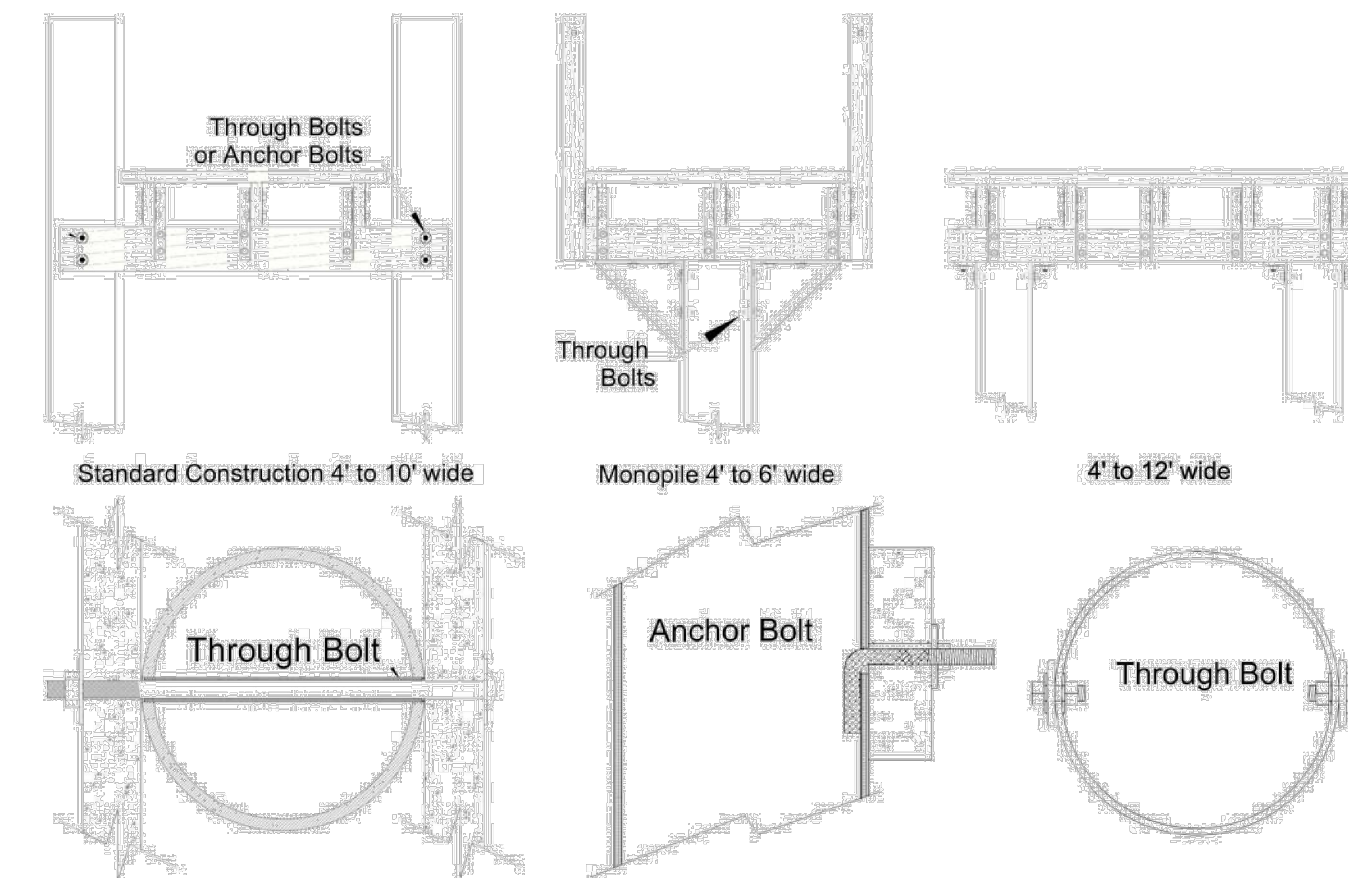 Through Bolts
or Anchor Bolts
Through
Bolts
Standard Construction 4' to 10' wide
Monopile 4' to 6' wide
4' to 12' wide
Through Bolt
Anchor Bolt
Through Bolt